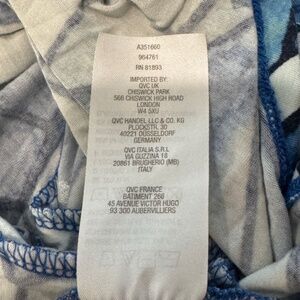 A351660
964761
RN 81893
IMPORTED BY:
QVC UK
CHISWICK PARK
566 CHISWICK HIGH ROAD
LONDON
W4 5XU
QVC HANDEL LLC & CO. KG
PLOCKSTR. 30
40221 DÜSSELDORF
GERMANY
QVC ITALIA S.R.L
VIA GUZZINA 18
20861 BRUGHERIO (MB)
ITALY
QVC FRANCE
BATIMENT 266
45 AVENUE VICTOR HUGO
93 300 AUBERVILLIERS